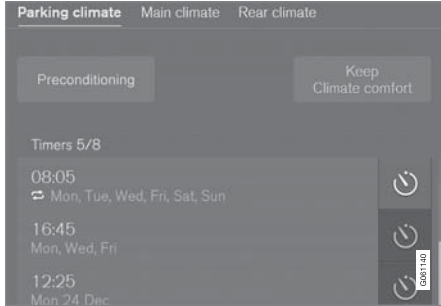 Parking climate Main climate Rear climate
Preconditioning
Keep
Climate comfort
Timers 5/8
08:05
Mon, Tue, Wed, Fri, Sat, Sun
16:45
Mon, Wed, Fri
12:25
Mon 24 Dec
G061140